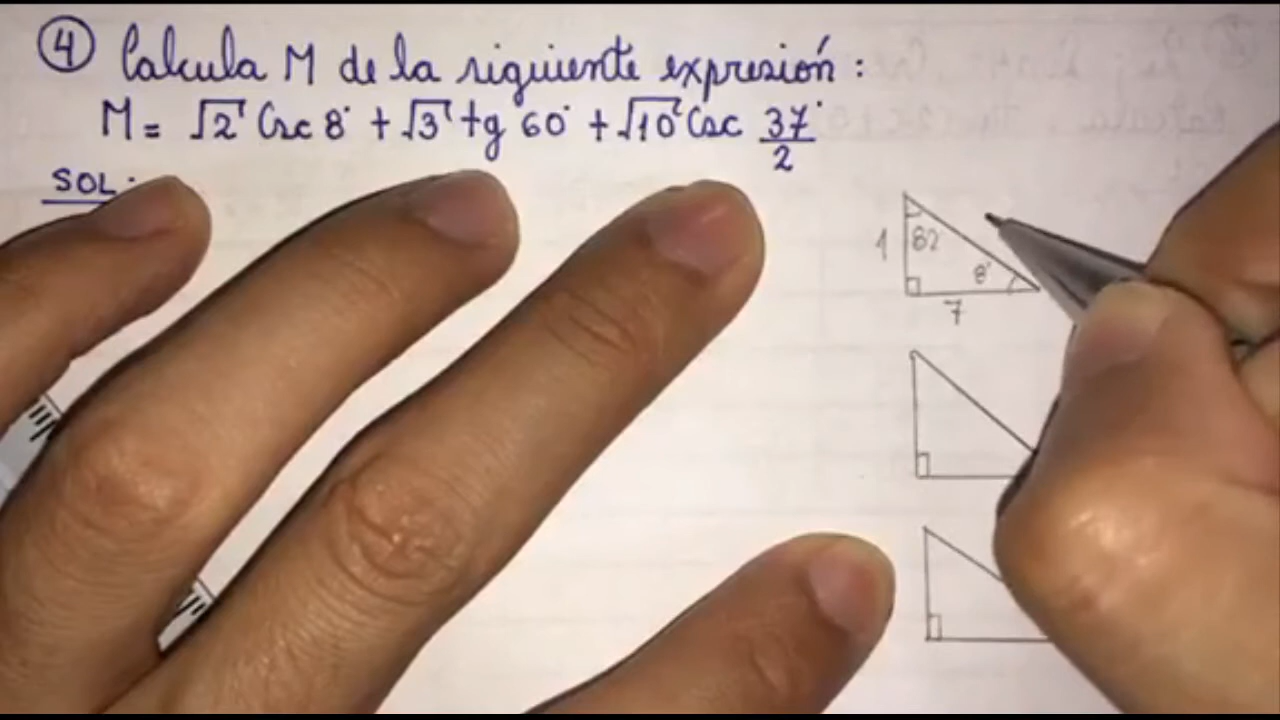 ④ Calcula M de la siguiente expresión:
M = √2 Csc 8° + √3 tg 60° + √10 Csc 37°/2
SOL:
1 82° 8°
7